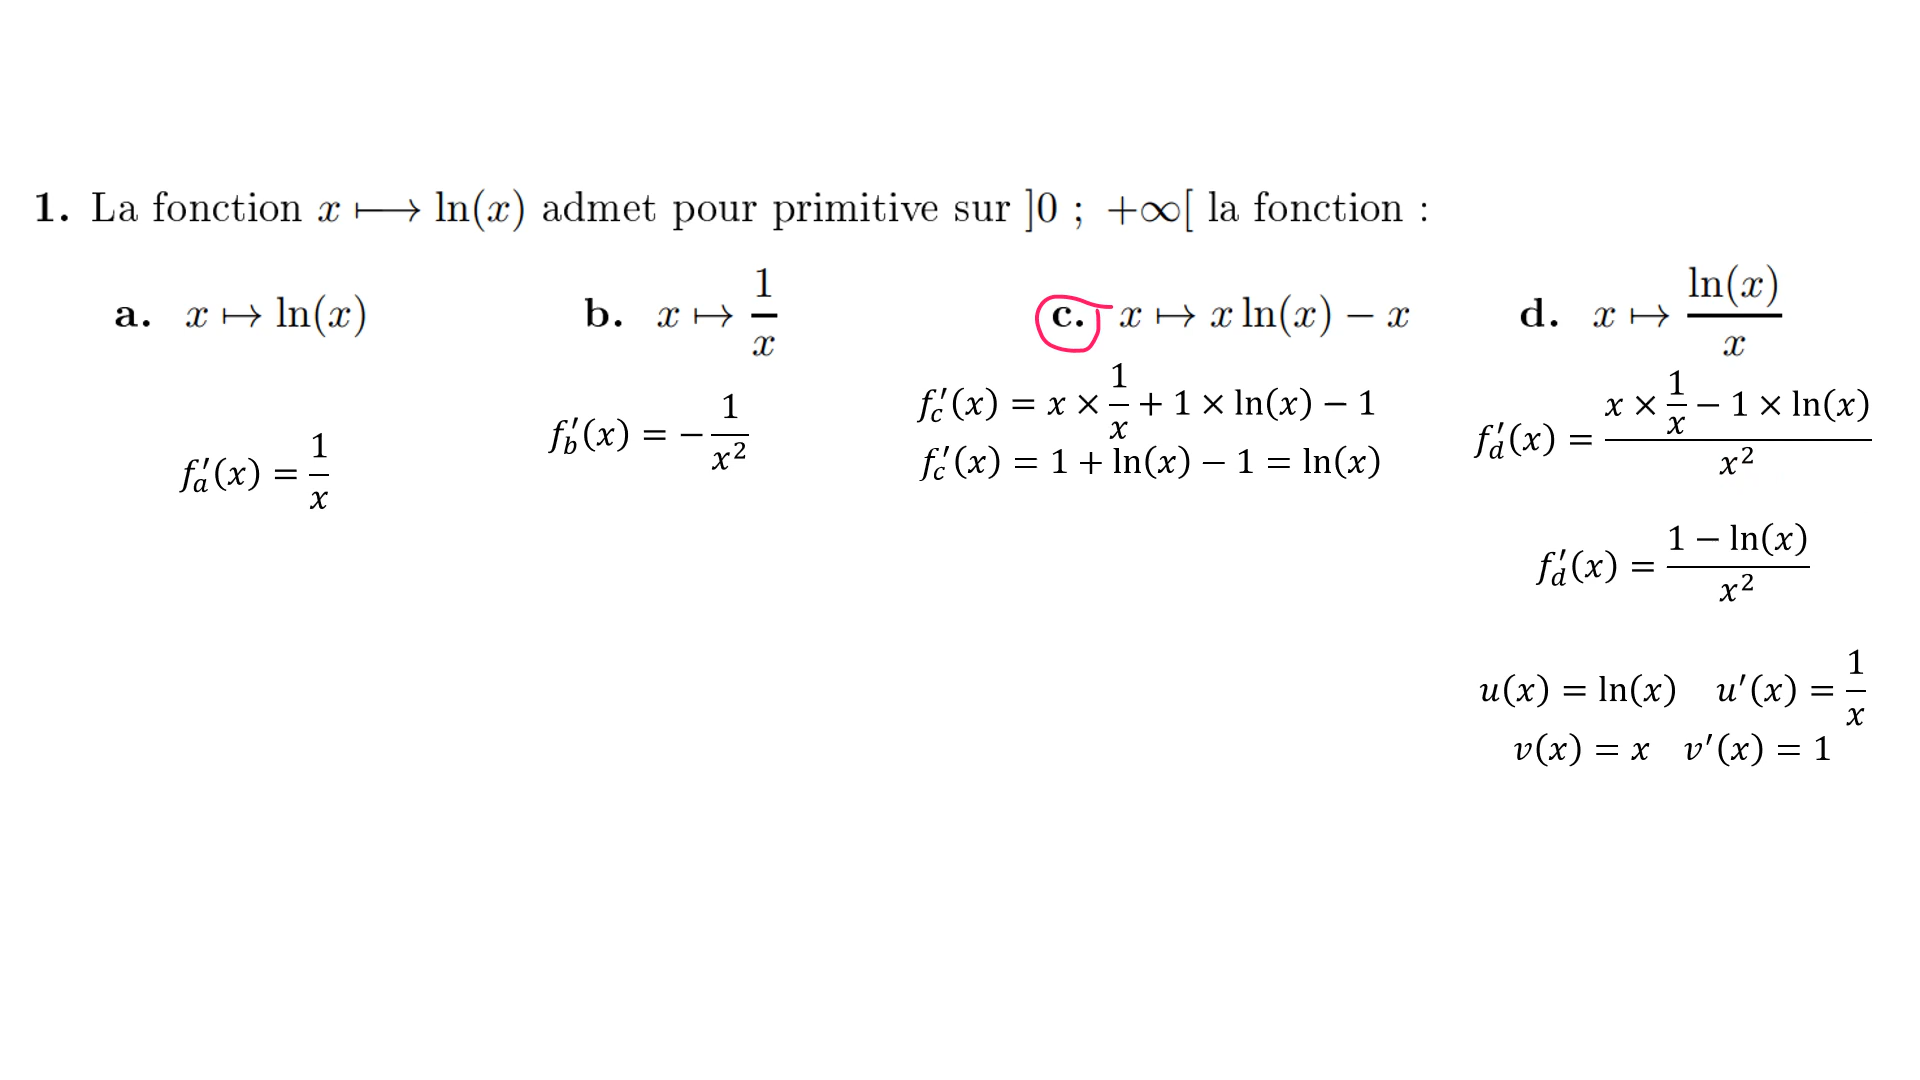 1. La fonction x ⟼ ln(x) admet pour primitive sur ]0 ; +∞[ la fonction :
a. x ↦ ln(x)
b. x ↦ 1/x
c. x ↦ x ln(x) − x
d. x ↦ ln(x)/x
f′ₐ(x) = 1/x
f′_b(x) = −1/x²
f′_c(x) = x × 1/x + 1 × ln(x) − 1
f′_c(x) = 1 + ln(x) − 1 = ln(x)
f′_d(x) = (x × 1/x − 1 × ln(x))/x²
f′_d(x) = (1 − ln(x))/x²
u(x) = ln(x) u′(x) = 1/x
v(x) = x v′(x) = 1